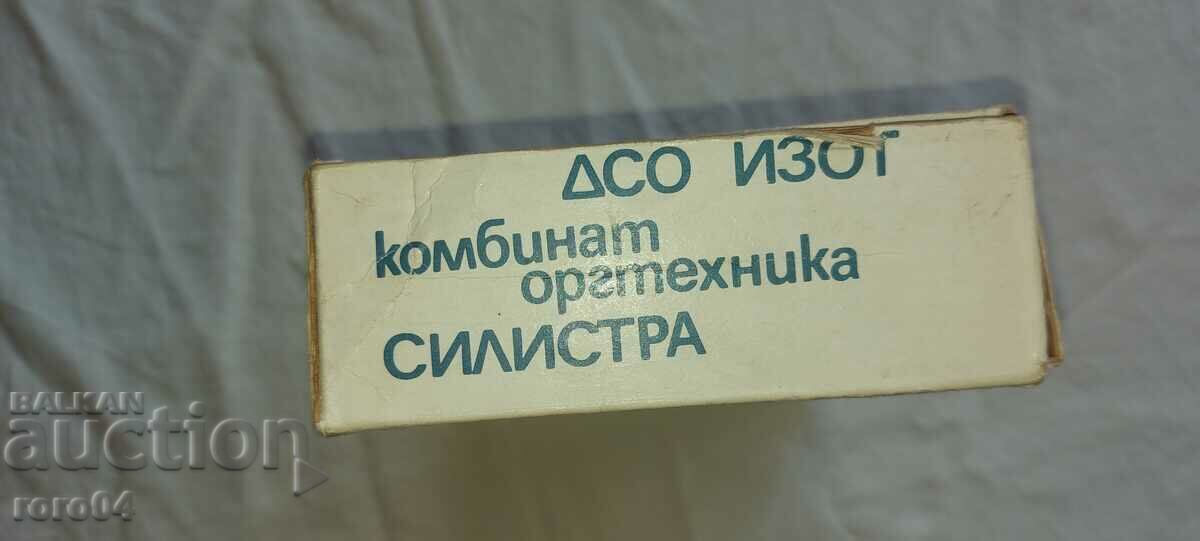 ДСО ИЗОТ
комбинат
оргтехника
СИЛИСТРА
BALKAN
auction
roro04